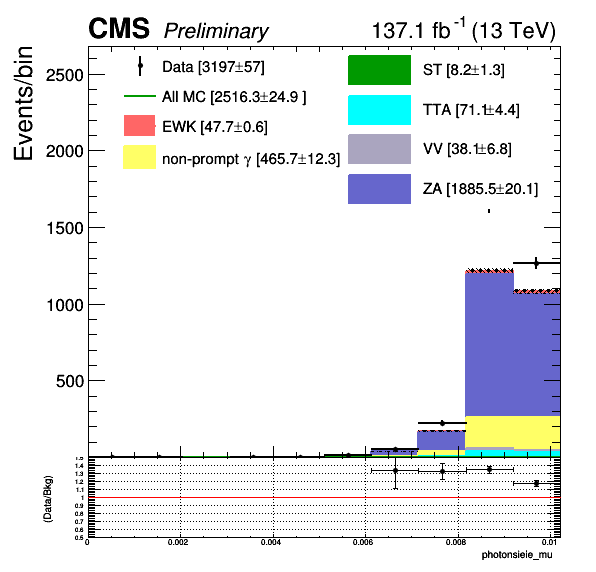 CMS Preliminary 137.1 fb⁻¹ (13 TeV)
Events/bin
2500
2000
1500
1000
500
Data [3197±57]
All MC [2516.3±24.9 ]
EWK [47.7±0.6]
non-prompt γ [465.7±12.3]
ST [8.2±1.3]
TTA [71.1±4.4]
VV [38.1±6.8]
ZA [1885.5±20.1]
(Data/Bkg)
1.5
1.4
1.3
1.2
1.1
1
0.9
0.8
0.7
0.6
0.5
0 0.002 0.004 0.006 0.008 0.01
photonsieie_mu